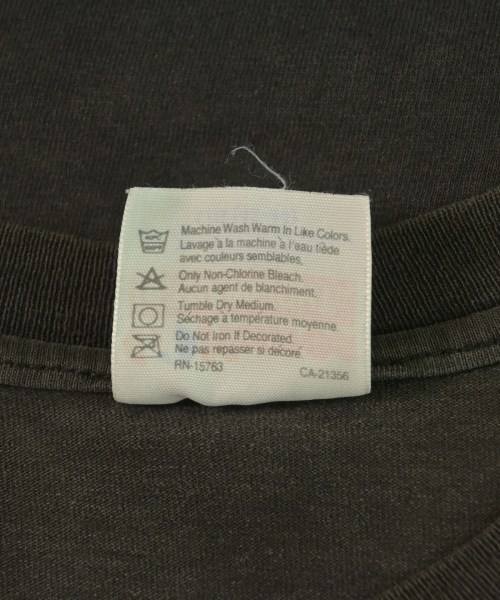 Machine Wash Warm In Like Colors.
Lavage à la machine à l'eau tiède
avec couleurs semblables.
Only Non-Chlorine Bleach.
Aucun agent de blanchiment.
Tumble Dry Medium.
Séchage à température moyenne.
Do Not Iron If Decorated.
Ne pas repasser si décoré.
RN-15763 CA-21356